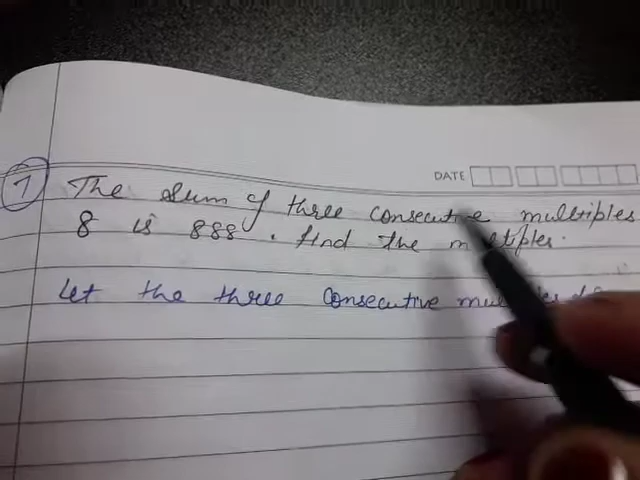 DATE
7 The sum of three consecutive multiples
8 is 888. find the multiples.
Let the three consecutive